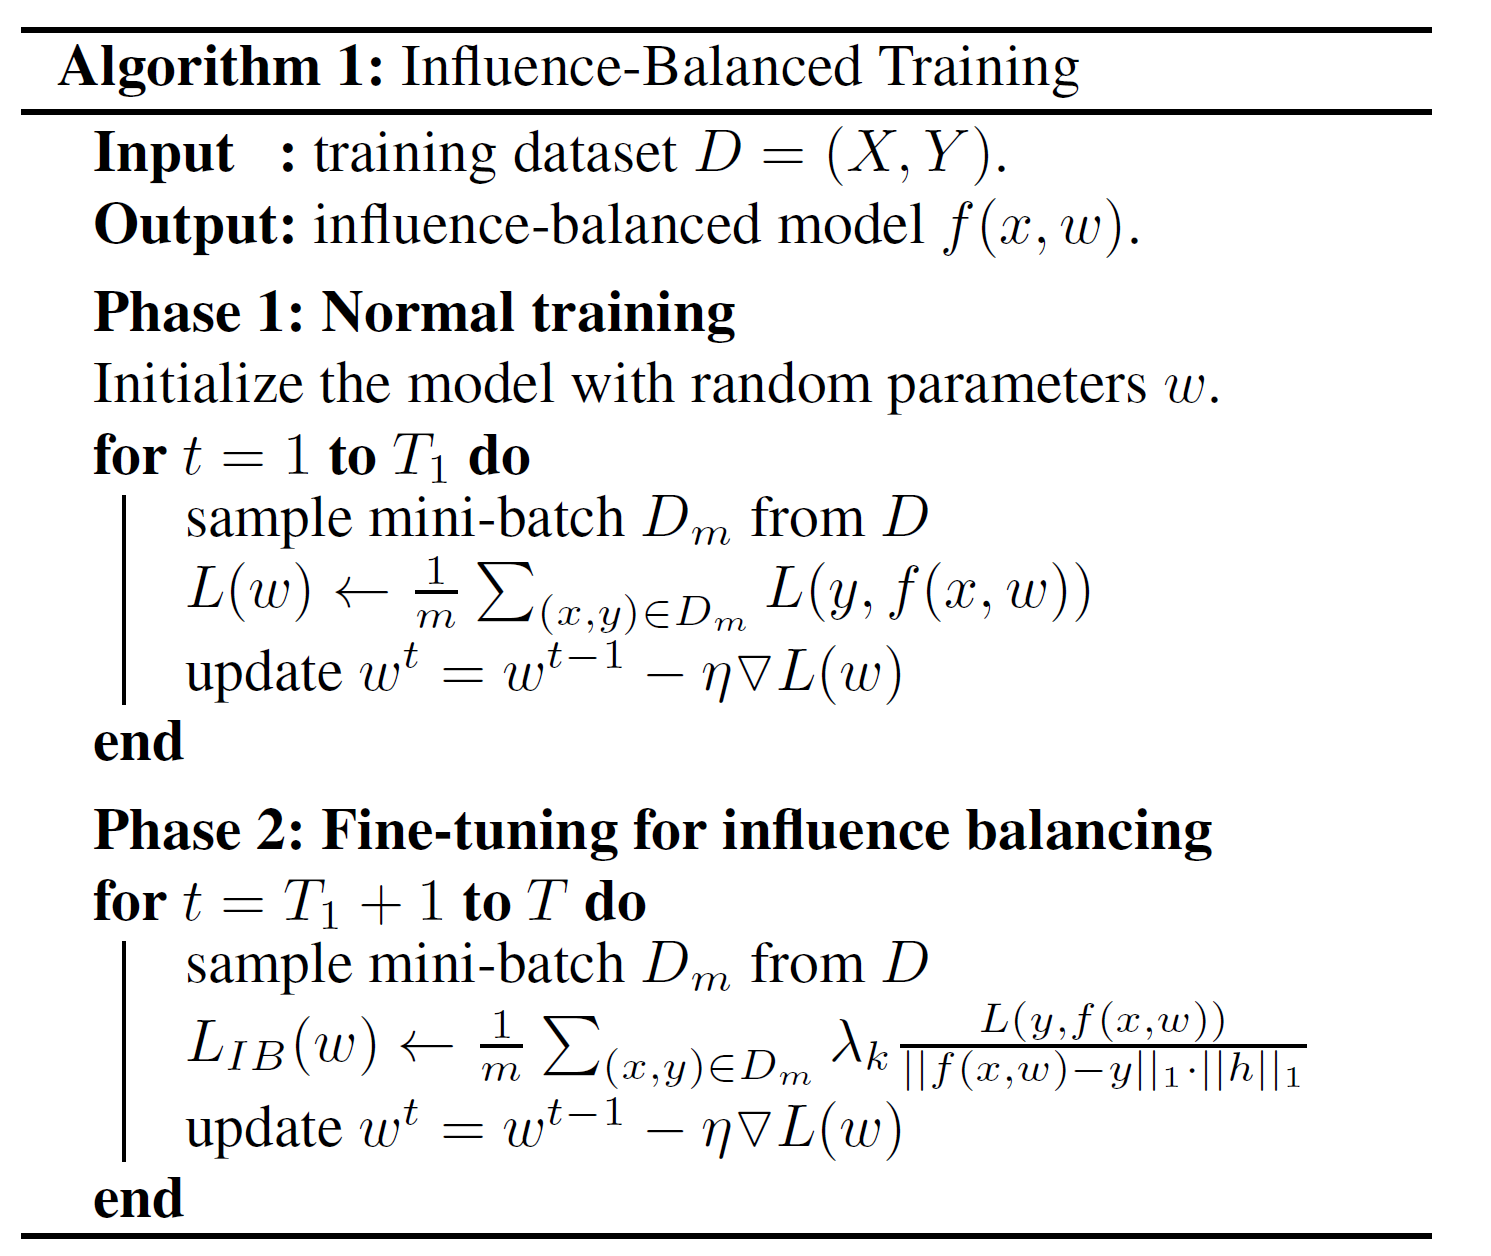 Algorithm 1: Influence-Balanced Training
Input : training dataset $D = (X, Y)$.
Output: influence-balanced model $f(x, w)$.
Phase 1: Normal training
Initialize the model with random parameters $w$.
for $t = 1$ to $T_1$ do
sample mini-batch $D_m$ from $D$
$L(w) \leftarrow \frac{1}{m} \sum_{(x,y) \in D_m} L(y, f(x, w))$
update $w^t = w^{t-1} - \eta \triangledown L(w)$
end
Phase 2: Fine-tuning for influence balancing
for $t = T_1 + 1$ to $T$ do
sample mini-batch $D_m$ from $D$
$L_{IB}(w) \leftarrow \frac{1}{m} \sum_{(x,y) \in D_m} \lambda_k \frac{L(y, f(x,w))}{||f(x,w)-y||_1 \cdot ||h||_1}$
update $w^t = w^{t-1} - \eta \triangledown L(w)$
end